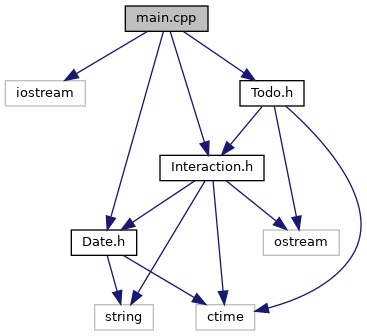 main.cpp
iostream
Todo.h
Interaction.h
Date.h
ostream
string
ctime